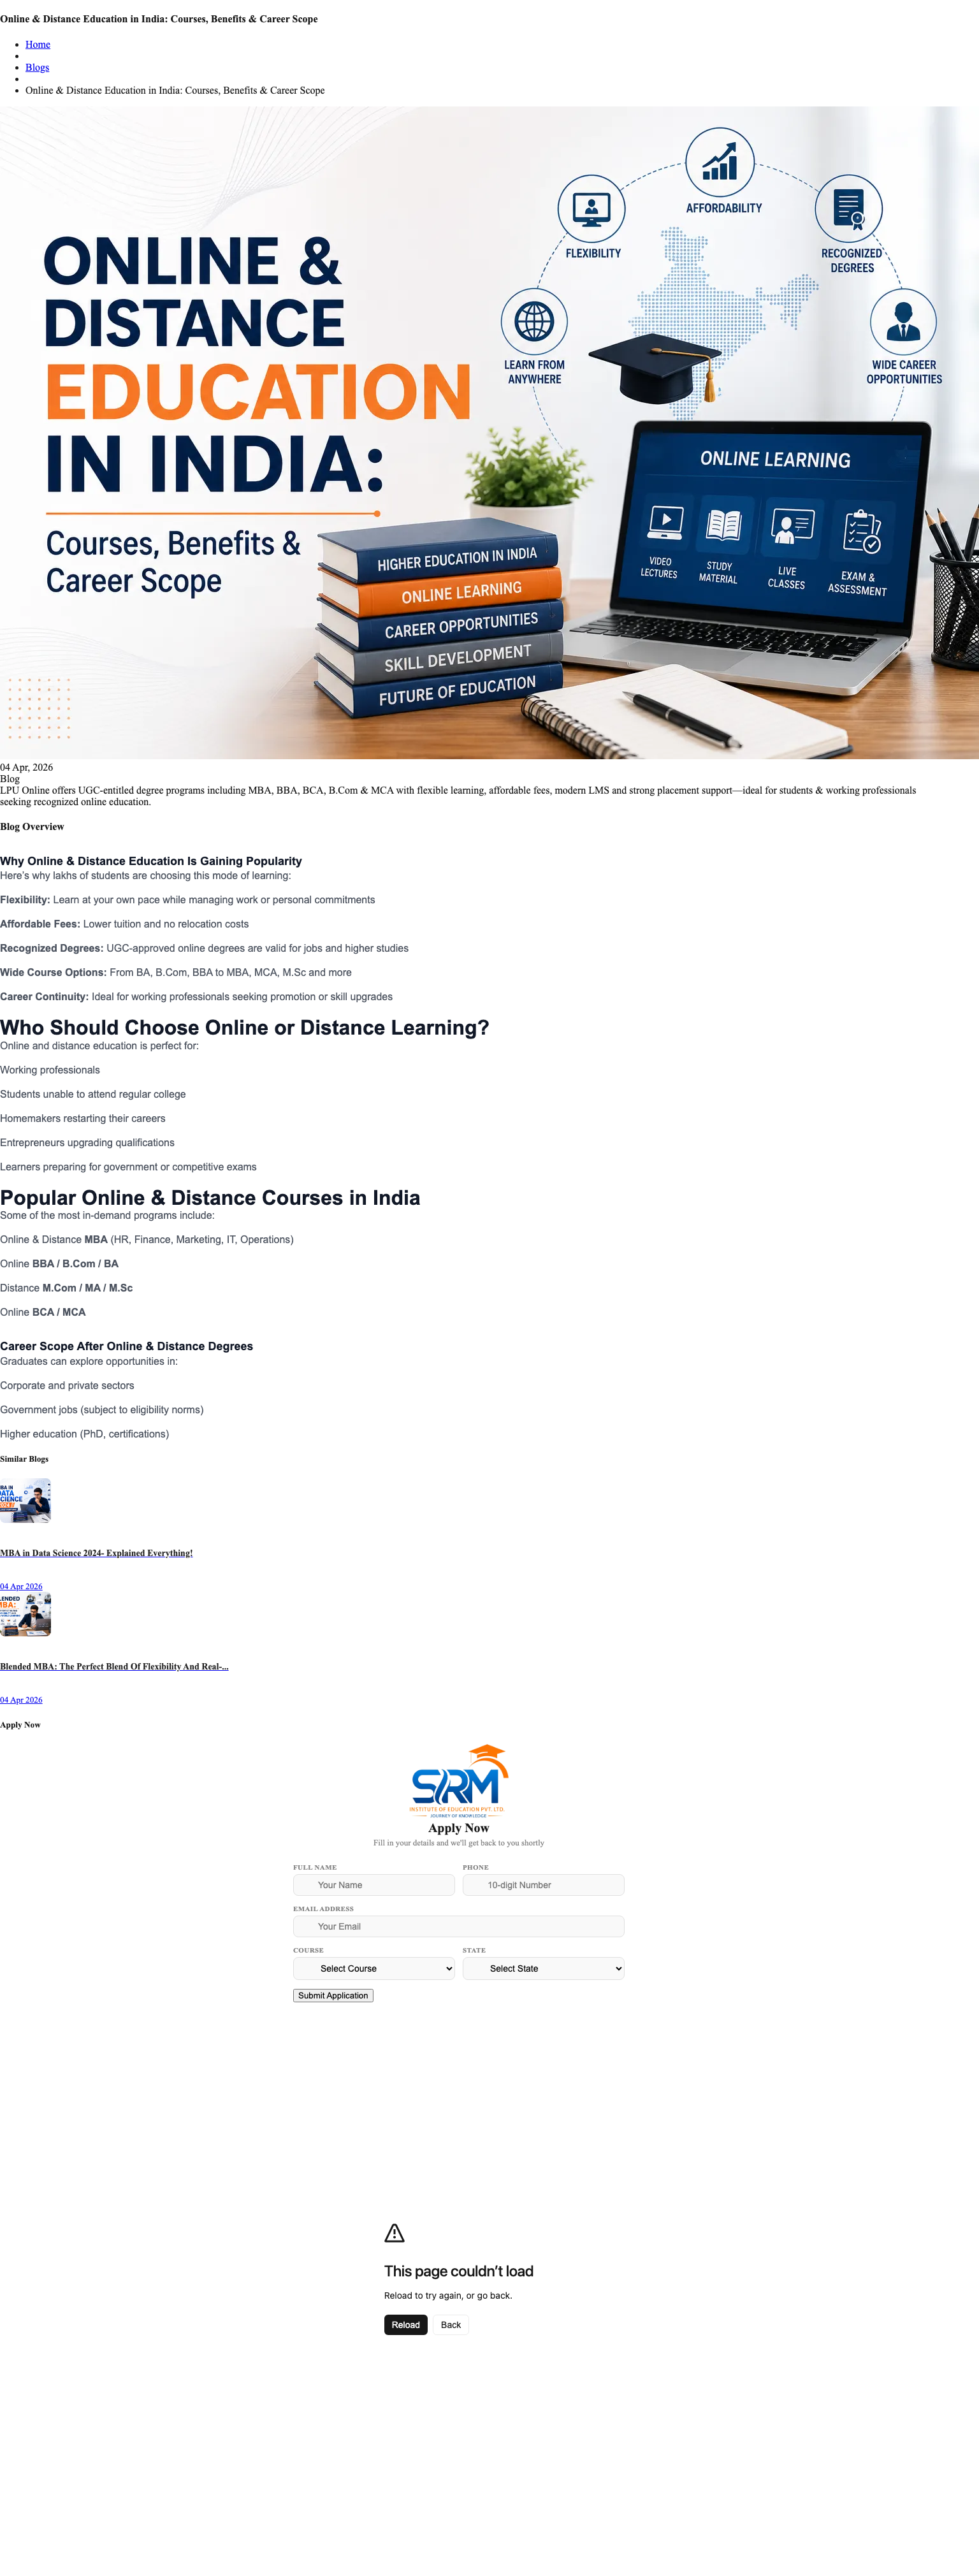 Online & Distance Education in India: Courses, Benefits & Career Scope
Home
Blogs
Online & Distance Education in India: Courses, Benefits & Career Scope
ONLINE &
DISTANCE
EDUCATION
IN INDIA:
Courses, Benefits &
Career Scope
AFFORDABILITY
FLEXIBILITY
RECOGNIZED
DEGREES
LEARN FROM
ANYWHERE
WIDE CAREER
OPPORTUNITIES
ONLINE LEARNING
VIDEO
LECTURES
STUDY
MATERIAL
LIVE
CLASSES
EXAM &
ASSESSMENT
HIGHER EDUCATION IN INDIA
ONLINE LEARNING
CAREER OPPORTUNITIES
SKILL DEVELOPMENT
FUTURE OF EDUCATION
04 Apr, 2026
Blog
LPU Online offers UGC-entitled degree programs including MBA, BBA, BCA, B.Com & MCA with flexible learning, affordable fees, modern LMS and strong placement support—ideal for students & working professionals
seeking recognized online education.
Blog Overview
Why Online & Distance Education Is Gaining Popularity
Here's why lakhs of students are choosing this mode of learning:
Flexibility: Learn at your own pace while managing work or personal commitments
Affordable Fees: Lower tuition and no relocation costs
Recognized Degrees: UGC-approved online degrees are valid for jobs and higher studies
Wide Course Options: From BA, B.Com, BBA to MBA, MCA, M.Sc and more
Career Continuity: Ideal for working professionals seeking promotion or skill upgrades
Who Should Choose Online or Distance Learning?
Online and distance education is perfect for:
Working professionals
Students unable to attend regular college
Homemakers restarting their careers
Entrepreneurs upgrading qualifications
Learners preparing for government or competitive exams
Popular Online & Distance Courses in India
Some of the most in-demand programs include:
Online & Distance MBA (HR, Finance, Marketing, IT, Operations)
Online BBA / B.Com / BA
Distance M.Com / MA / M.Sc
Online BCA / MCA
Career Scope After Online & Distance Degrees
Graduates can explore opportunities in:
Corporate and private sectors
Government jobs (subject to eligibility norms)
Higher education (PhD, certifications)
Similar Blogs
MBA in Data Science 2024- Explained Everything!
04 Apr 2026
Blended MBA: The Perfect Blend Of Flexibility And Real-...
04 Apr 2026
Apply Now
SIRM
INSTITUTE OF EDUCATION PVT. LTD.
JOURNEY OF KNOWLEDGE
Apply Now
Fill in your details and we'll get back to you shortly
FULL NAME
PHONE
Your Name
10-digit Number
EMAIL ADDRESS
Your Email
COURSE
STATE
Select Course
Select State
Submit Application
This page couldn't load
Reload to try again, or go back.
Reload
Back